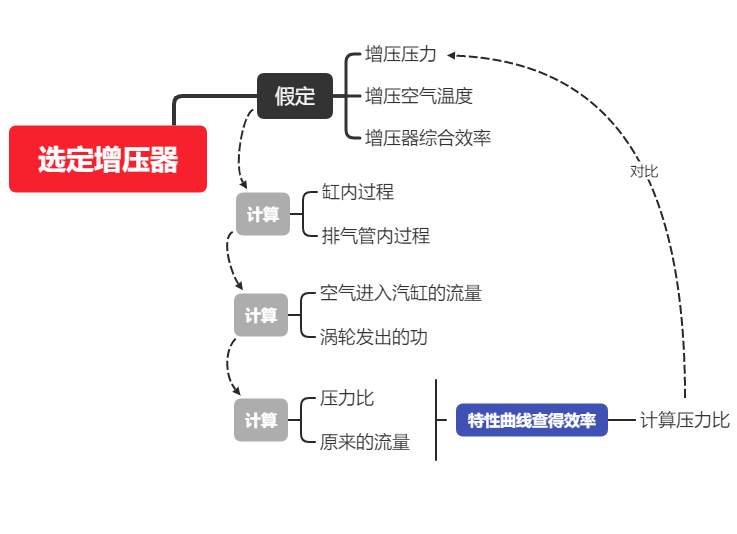 选定增压器
假定
增压压力
增压空气温度
增压器综合效率
对比
计算
缸内过程
排气管内过程
计算
空气进入汽缸的流量
涡轮发出的功
计算
压力比
原来的流量
特性曲线查得效率
计算压力比